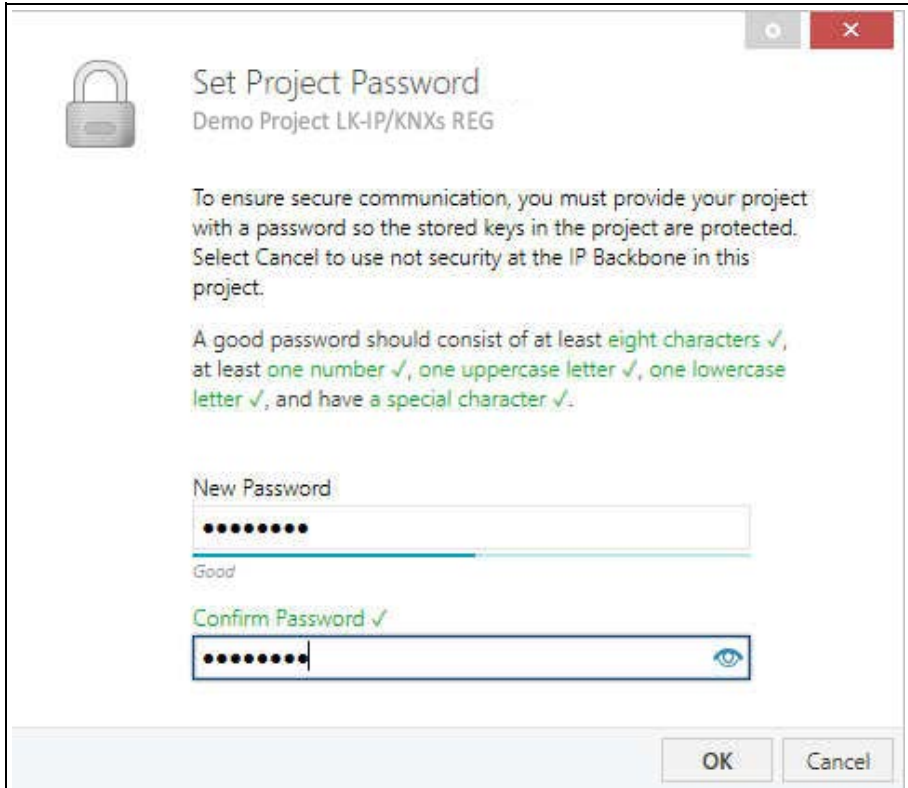 Set Project Password
Demo Project LK-IP/KNXs REG
To ensure secure communication, you must provide your project
with a password so the stored keys in the project are protected.
Select Cancel to use not security at the IP Backbone in this
project.
A good password should consist of at least eight characters ✓,
at least one number ✓, one uppercase letter ✓, one lowercase
letter ✓, and have a special character ✓.
New Password
●●●●●●●●
Good
Confirm Password ✓
●●●●●●●●
OK Cancel